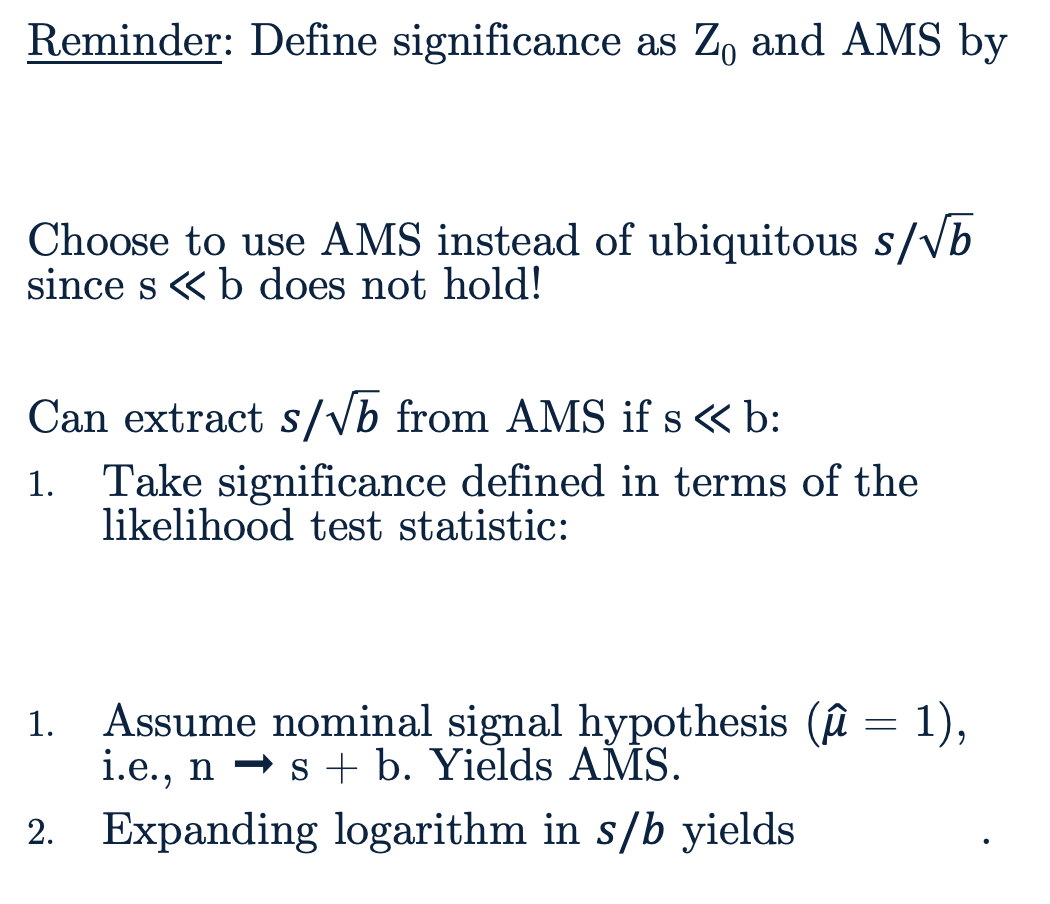 Reminder: Define significance as Z₀ and AMS by
Choose to use AMS instead of ubiquitous s/√b
since s ≪ b does not hold!
Can extract s/√b from AMS if s ≪ b:
1. Take significance defined in terms of the
likelihood test statistic:
1. Assume nominal signal hypothesis (μ̂ = 1),
i.e., n → s + b. Yields AMS.
2. Expanding logarithm in s/b yields .